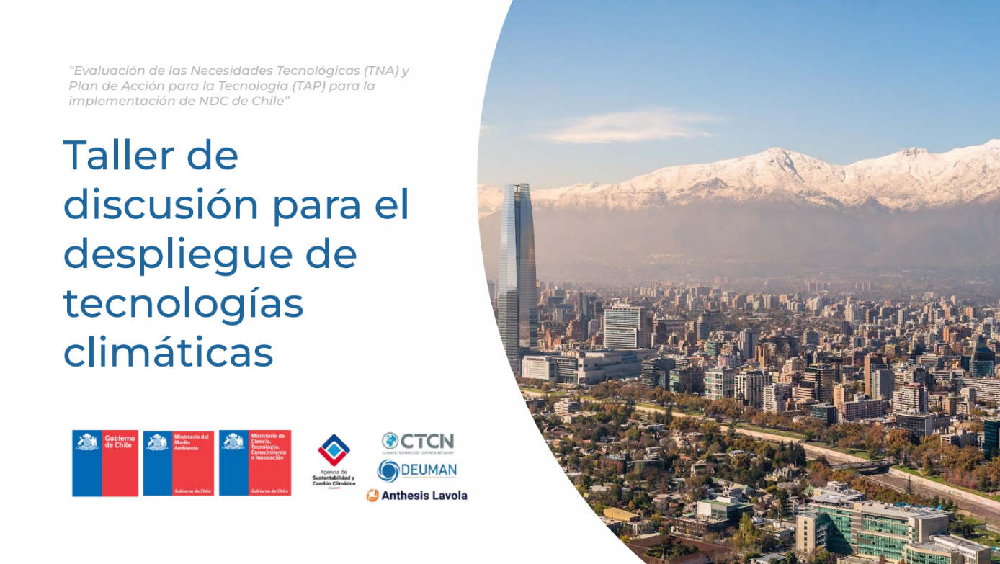 “Evaluación de las Necesidades Tecnológicas (TNA) y
Plan de Acción para la Tecnología (TAP) para la
implementación de NDC de Chile”
Taller de
discusión para el
despliegue de
tecnologías
climáticas
Gobierno
de Chile
Ministerio del
Medio
Ambiente
Gobierno de Chile
Ministerio de
Ciencia,
Tecnología,
Conocimiento
e Innovación
Gobierno de Chile
Agencia de
Sustentabilidad y
Cambio Climático
CTCN
CLIMATE TECHNOLOGY CENTRE & NETWORK
DEUMAN
Anthesis Lavola